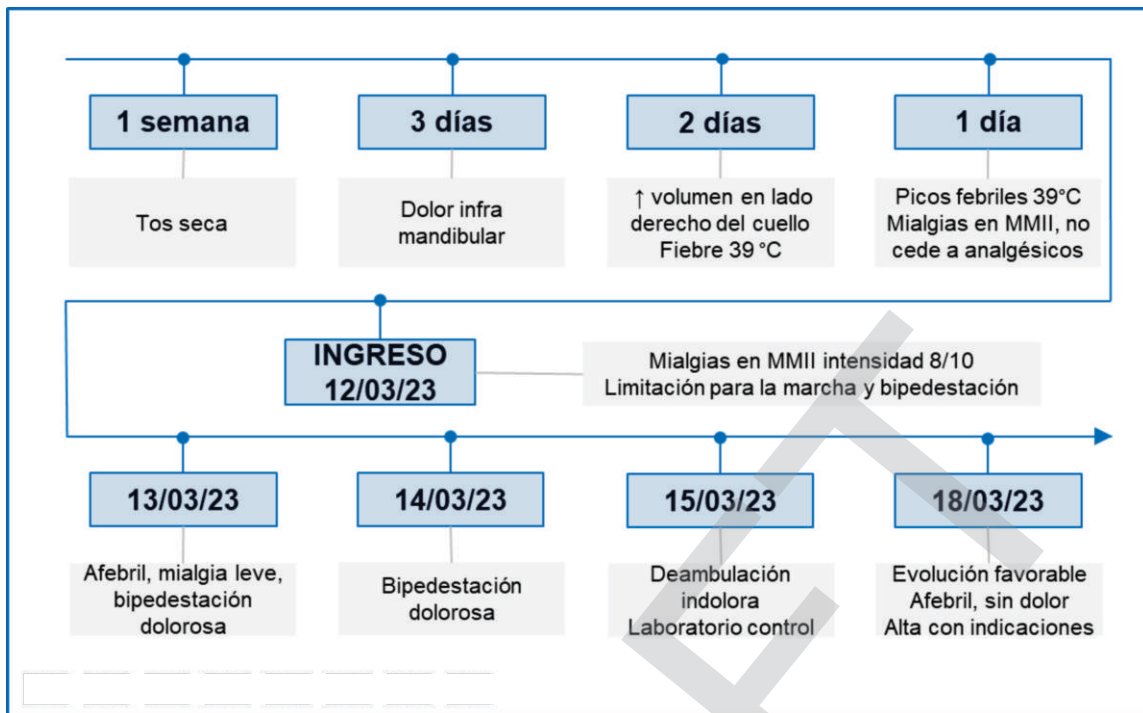 1 semana
3 días
2 días
1 día
Tos seca
Dolor infra
mandibular
↑ volumen en lado
derecho del cuello
Fiebre 39 °C
Picos febriles 39°C
Mialgias en MMII, no
cede a analgésicos
INGRESO
12/03/23
Mialgias en MMII intensidad 8/10
Limitación para la marcha y bipedestación
13/03/23
14/03/23
15/03/23
18/03/23
Afebril, mialgia leve,
bipedestación
dolorosa
Bipedestación
dolorosa
Deambulación
indolora
Laboratorio control
Evolución favorable
Afebril, sin dolor
Alta con indicaciones